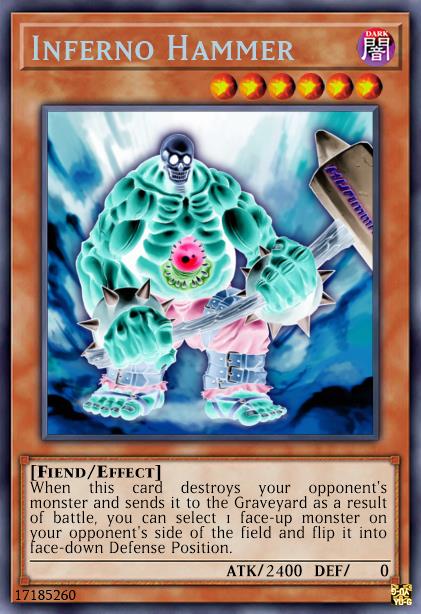 Inferno Hammer
DARK
闇
[Fiend/Effect]
When this card destroys your opponent's
monster and sends it to the Graveyard as a result
of battle, you can select 1 face-up monster on
your opponent's side of the field and flip it into
face-down Defense Position.
ATK/2400 DEF/ 0
17185260